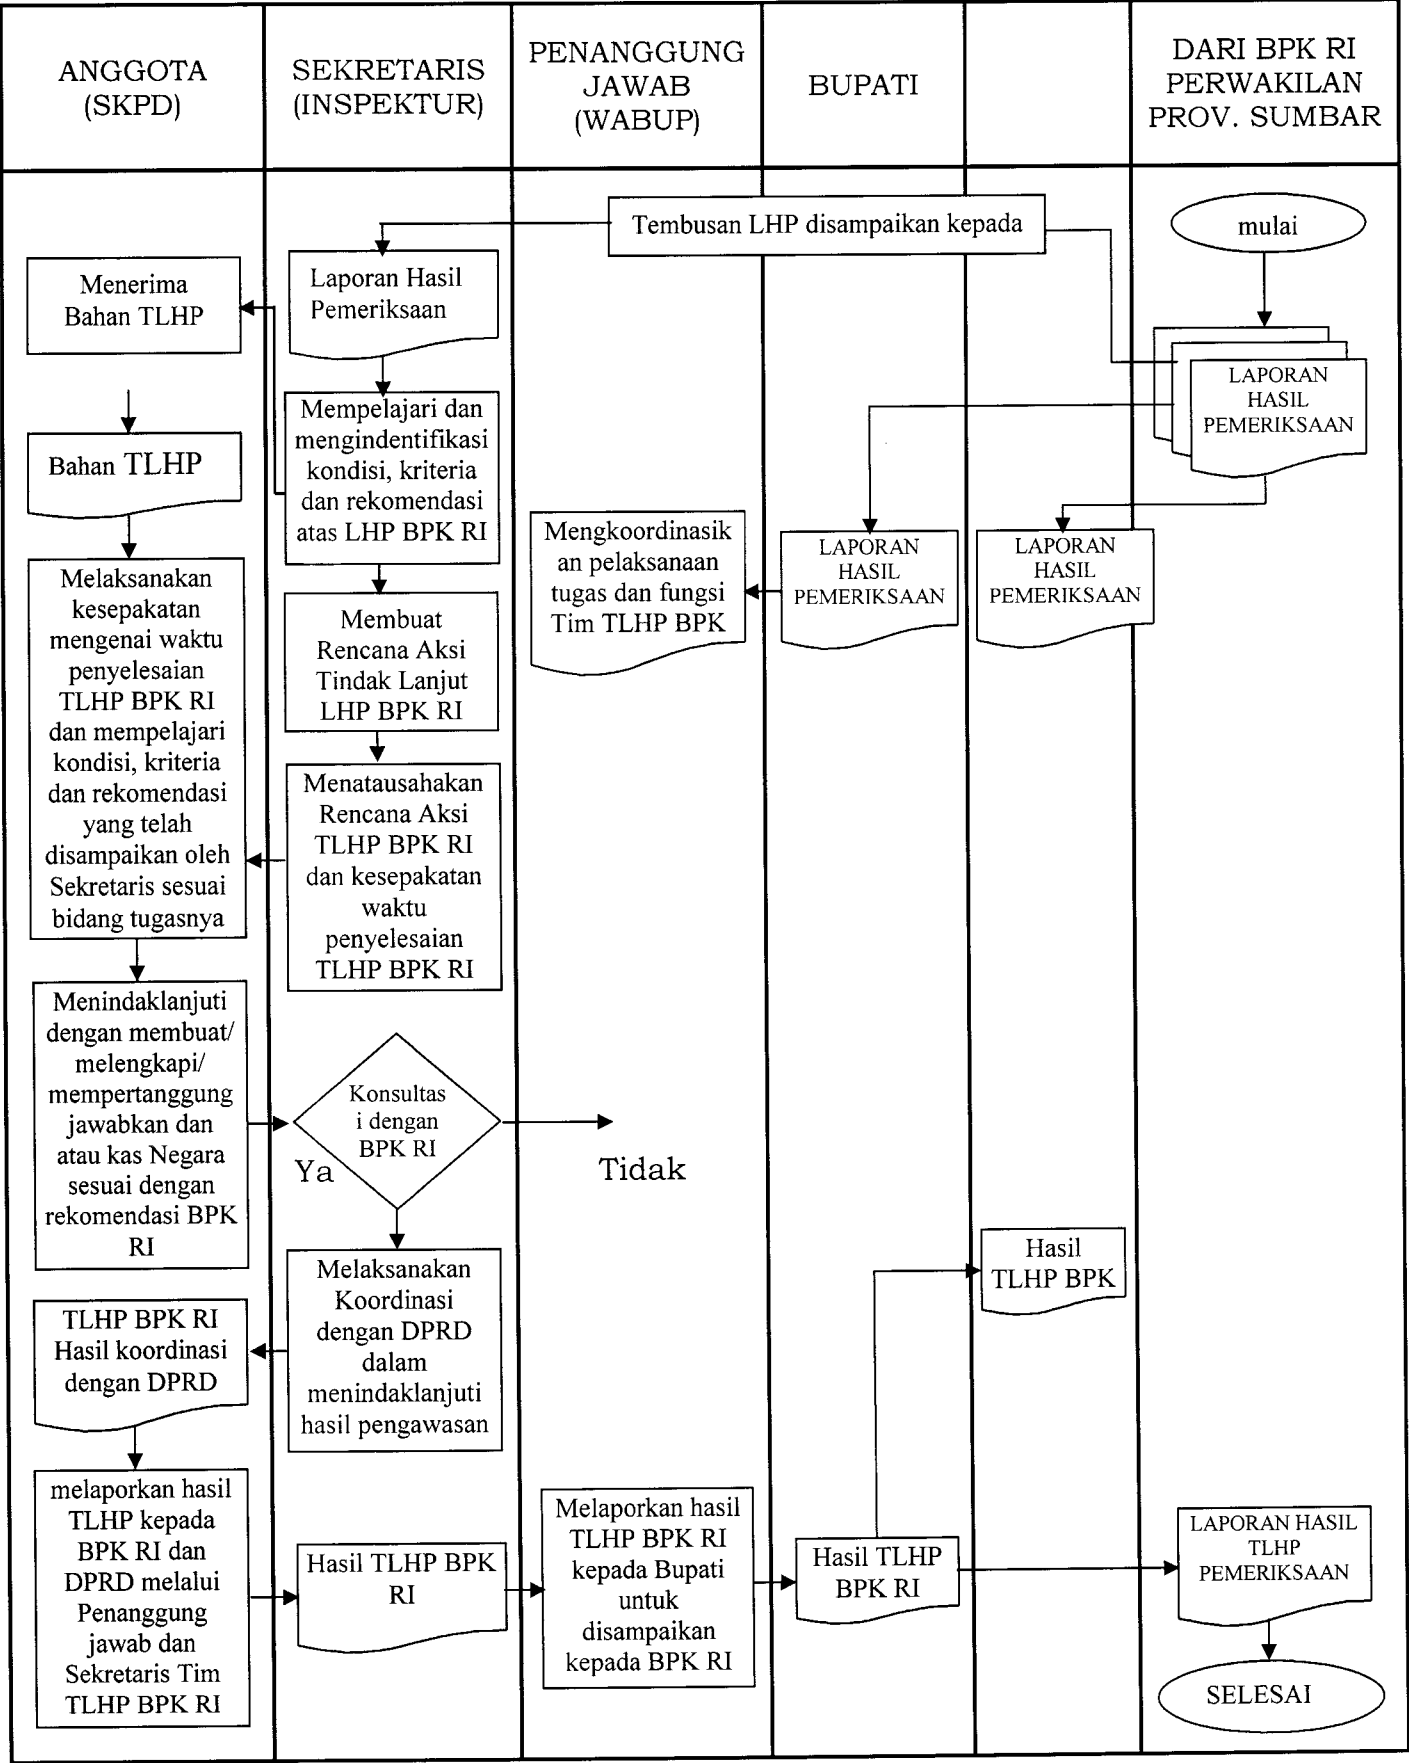 ANGGOTA
(SKPD)
SEKRETARIS
(INSPEKTUR)
PENANGGUNG
JAWAB
(WABUP)
BUPATI
DARI BPK RI
PERWAKILAN
PROV. SUMBAR
Tembusan LHP disampaikan kepada
mulai
Menerima
Bahan TLHP
Laporan Hasil
Pemeriksaan
LAPORAN
HASIL
PEMERIKSAAN
Bahan TLHP
Mempelajari dan
mengindentifikasi
kondisi, kriteria
dan rekomendasi
atas LHP BPK RI
Mengkoordinasik
an pelaksanaan
tugas dan fungsi
Tim TLHP BPK
LAPORAN
HASIL
PEMERIKSAAN
LAPORAN
HASIL
PEMERIKSAAN
Melaksanakan
kesepakatan
mengenai waktu
penyelesaian
TLHP BPK RI
dan mempelajari
kondisi, kriteria
dan rekomendasi
yang telah
disampaikan oleh
Sekretaris sesuai
bidang tugasnya
Membuat
Rencana Aksi
Tindak Lanjut
LHP BPK RI
Menatausahakan
Rencana Aksi
TLHP BPK RI
dan kesepakatan
waktu
penyelesaian
TLHP BPK RI
Menindaklanjuti
dengan membuat/
melengkapi/
mempertanggung
jawabkan dan
atau kas Negara
sesuai dengan
rekomendasi BPK
RI
Konsultas
i dengan
BPK RI
Ya
Tidak
Melaksanakan
Koordinasi
dengan DPRD
dalam
menindaklanjuti
hasil pengawasan
Hasil
TLHP BPK
TLHP BPK RI
Hasil koordinasi
dengan DPRD
melaporkan hasil
TLHP kepada
BPK RI dan
DPRD melalui
Penanggung
jawab dan
Sekretaris Tim
TLHP BPK RI
Hasil TLHP BPK
RI
Melaporkan hasil
TLHP BPK RI
kepada Bupati
untuk
disampaikan
kepada BPK RI
Hasil TLHP
BPK RI
LAPORAN HASIL
TLHP
PEMERIKSAAN
SELESAI